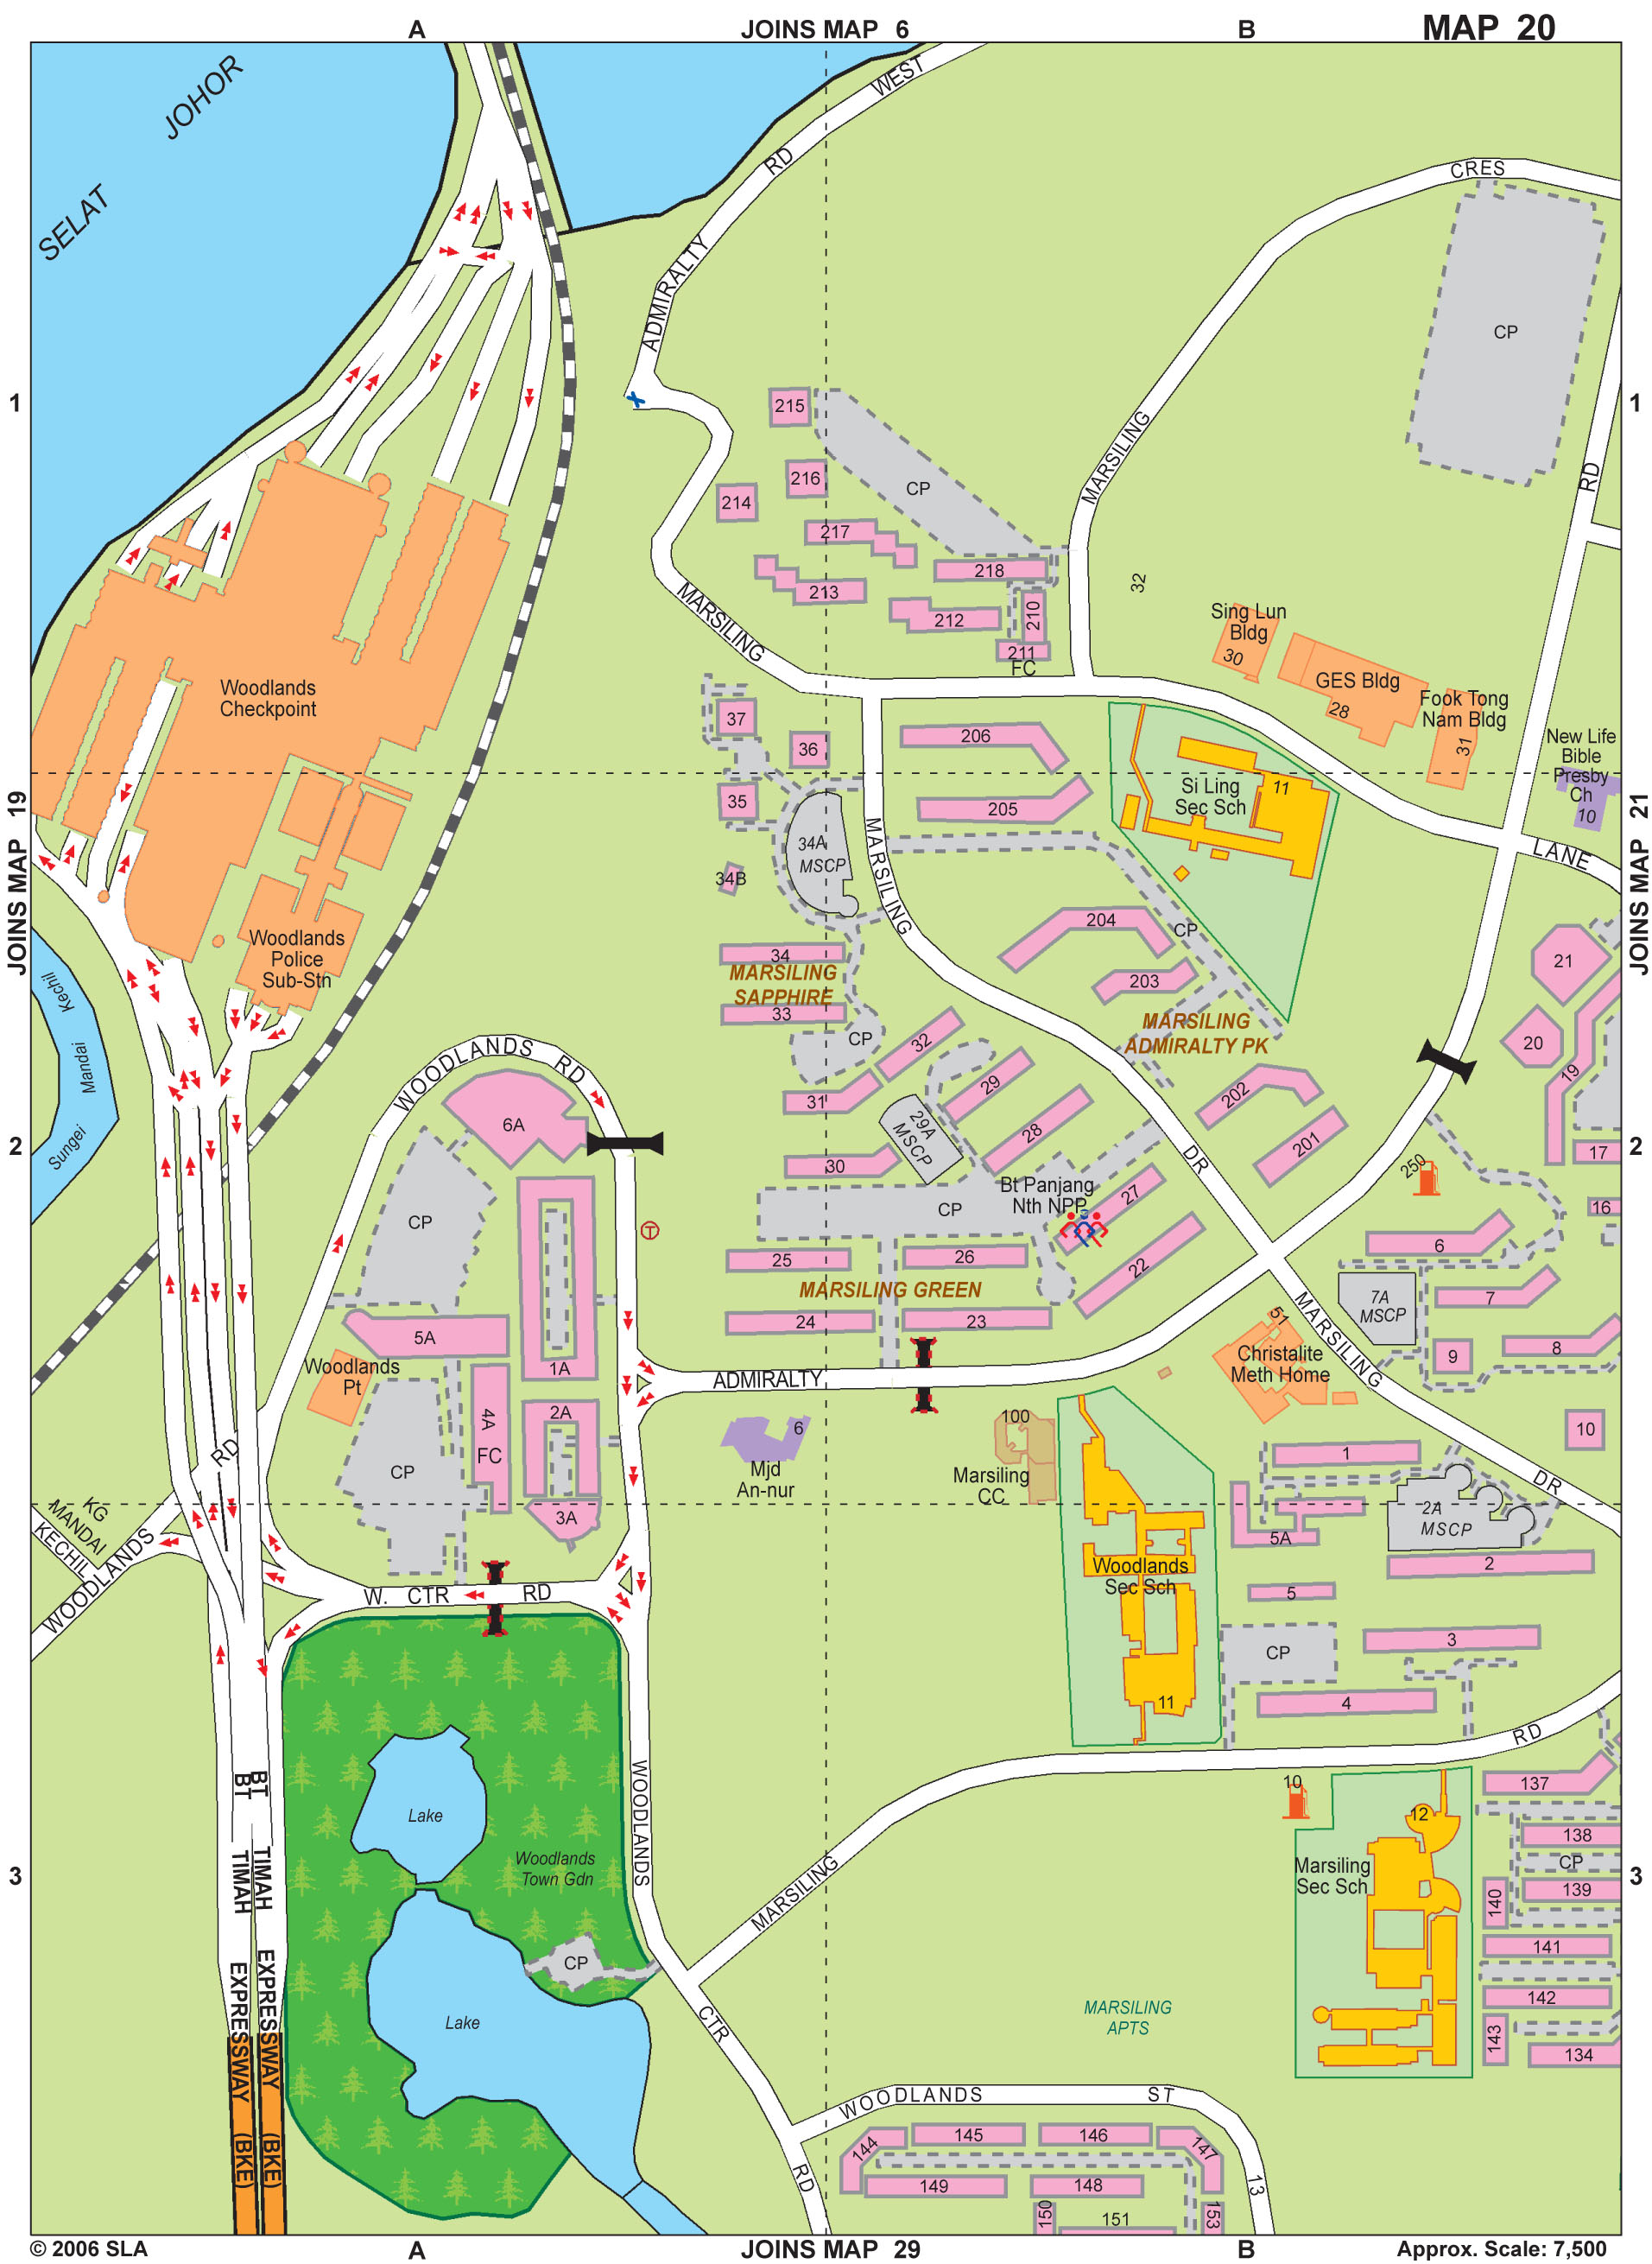 A
JOINS MAP 6
B
MAP 20
SELAT
JOHOR
ADMIRALTY
RD
WEST
CRES
CP
1
1
215
216
214
217
CP
213
218
212
210
211
FC
MARSILING
RD
32
Sing Lun
Bldg
30
GES Bldg
28
Fook Tong
Nam Bldg
31
MARSILING
Woodlands
Checkpoint
37
36
206
New Life
Bible
Presby
Ch
10
35
205
Si Ling
Sec Sch
11
JOINS MAP 19
JOINS MAP 21
34A
MSCP
34B
MARSILING
LANE
204
CP
203
Woodlands
Police
Sub-Stn
34
MARSILING
SAPPHIRE
33
CP
21
Kechil
Mandai
Sungei
MARSILING
ADMIRALTY PK
32
20
19
WOODLANDS RD
29
31
202
6A
29A
MSCP
28
201
2
2
DR
17
30
250
Bt Panjang
Nth NPP
27
16
CP
CP
T
6
25
26
22
MARSILING GREEN
7A
MSCP
7
24
23
51
5A
MARSILING
Christalite
Meth Home
9
8
Woodlands
Pt
1A
ADMIRALTY
4A
FC
2A
6
100
10
RD
CP
Mjd
An-nur
Marsiling
CC
1
DR
KG
MANDAI
KECHIL
3A
2A
MSCP
5A
WOODLANDS
Woodlands
Sec Sch
2
W. CTR RD
5
CP
3
11
4
RD
BT
BT
WOODLANDS
10
137
Lake
12
138
TIMAH
TIMAH
Woodlands
Town Gdn
3
3
Marsiling
Sec Sch
CP
MARSILING
140
139
CP
141
EXPRESSWAY
EXPRESSWAY
142
Lake
CTR
MARSILING
APTS
143
134
WOODLANDS ST
(BKE)
(BKE)
144
145
146
147
RD
149
148
13
150
151
153
© 2006 SLA
A
JOINS MAP 29
B
Approx. Scale: 7,500